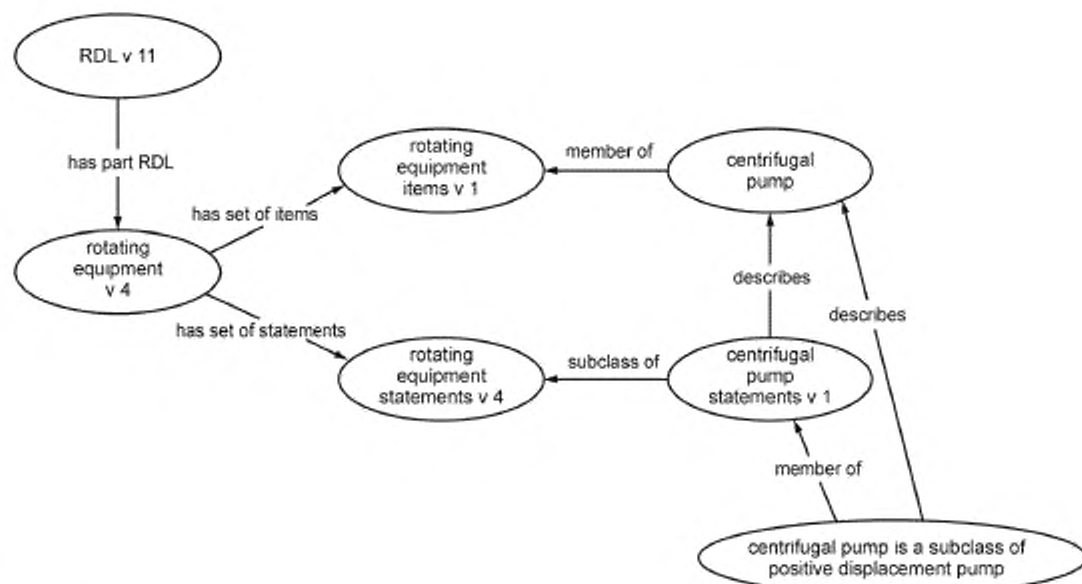 RDL v 11
has part RDL
rotating
equipment
items v 1
member of
centrifugal
pump
has set of items
rotating
equipment
v 4
describes
describes
has set of statements
rotating
equipment
statements v 4
subclass of
centrifugal
pump
statements v 1
member of
centrifugal pump is a subclass of
positive displacement pump